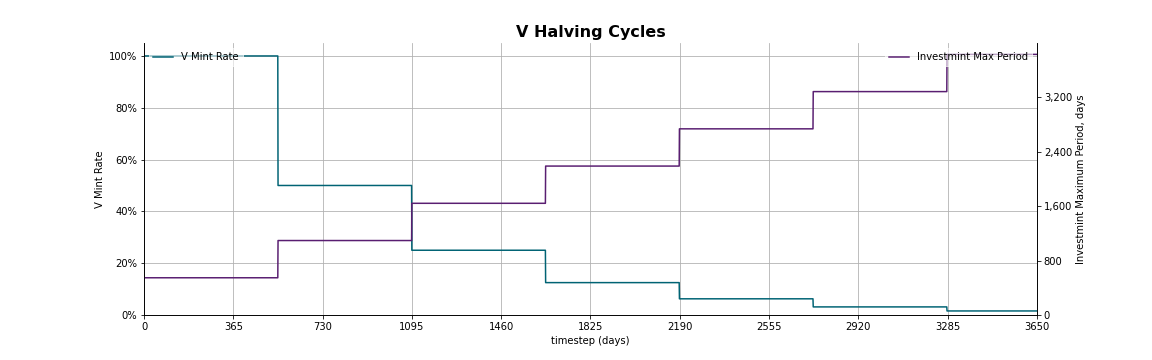 V Halving Cycles
V Mint Rate
Investmint Max Period
100%
80%
60%
40%
20%
0%
V Mint Rate
3,200
2,400
1,600
800
0
Investmint Maximum Period, days
0 365 730 1095 1460 1825 2190 2555 2920 3285 3650
timestep (days)